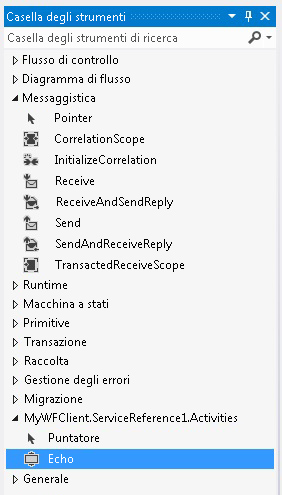 Casella degli strumenti
Casella degli strumenti di ricerca
Flusso di controllo
Diagramma di flusso
Messaggistica
Pointer
CorrelationScope
InitializeCorrelation
Receive
ReceiveAndSendReply
Send
SendAndReceiveReply
TransactedReceiveScope
Runtime
Macchina a stati
Primitive
Transazione
Raccolta
Gestione degli errori
Migrazione
MyWFClient.ServiceReference1.Activities
Puntatore
Echo
Generale